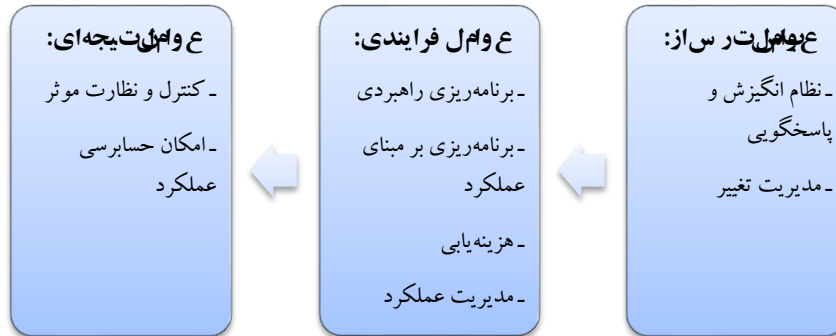 عوامل بسترساز:
ـ نظام انگیزش و
پاسخگویی
ـ مدیریت تغییر
عوامل فرایندی:
ـ برنامه‌ریزی راهبردی
ـ برنامه‌ریزی بر مبنای
عملکرد
ـ هزینه‌یابی
ـ مدیریت عملکرد
عوامل نتیجه‌ای:
ـ کنترل و نظارت موثر
ـ امکان حسابرسی
عملکرد